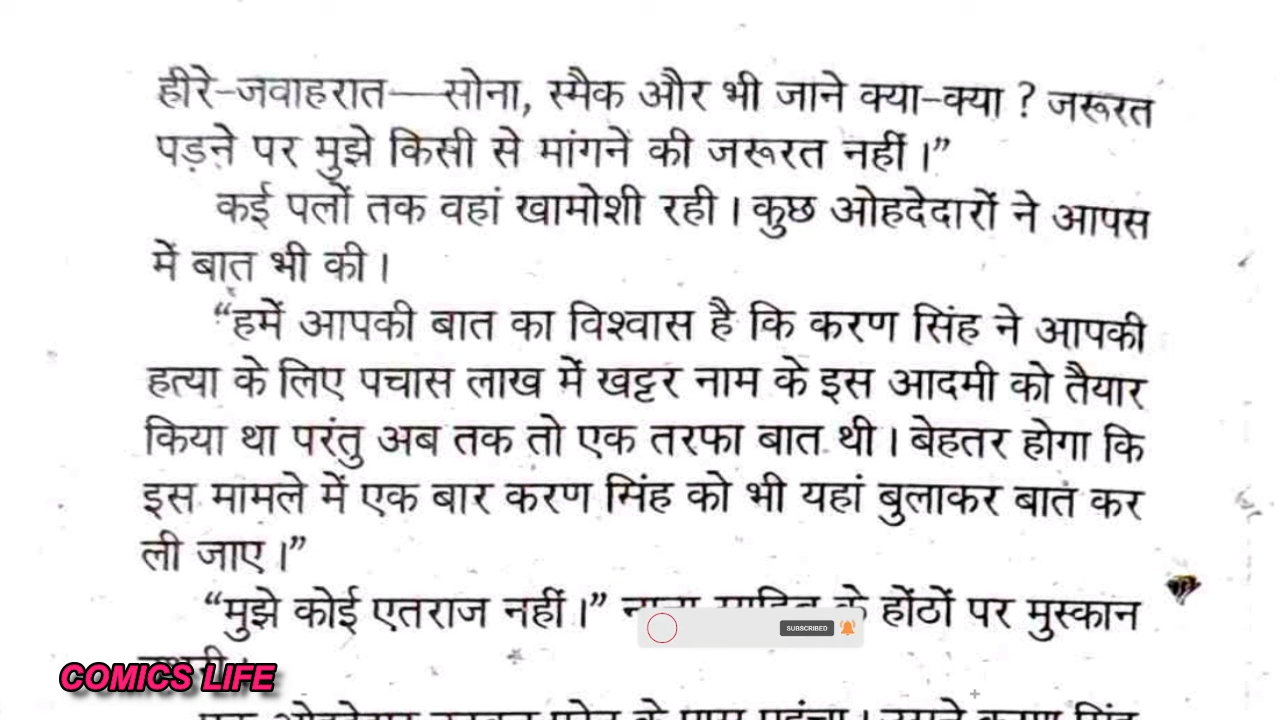 हीरे-जवाहरात—सोना, स्मैक और भी जाने क्या-क्या ? जरूरत
पड़ने पर मुझे किसी से मांगने की जरूरत नहीं।”
कई पलों तक वहां खामोशी रही। कुछ ओहदेदारों ने आपस
में बात भी की।
“हमें आपकी बात का विश्वास है कि करण सिंह ने आपकी
हत्या के लिए पचास लाख में खट्टर नाम के इस आदमी को तैयार
किया था परंतु अब तक तो एक तरफा बात थी। बेहतर होगा कि
इस मामले में एक बार करण सिंह को भी यहां बुलाकर बात कर
ली जाए।”
“मुझे कोई एतराज नहीं।” के होंठों पर मुस्कान
SUBSCRIBED
COMICS LIFE